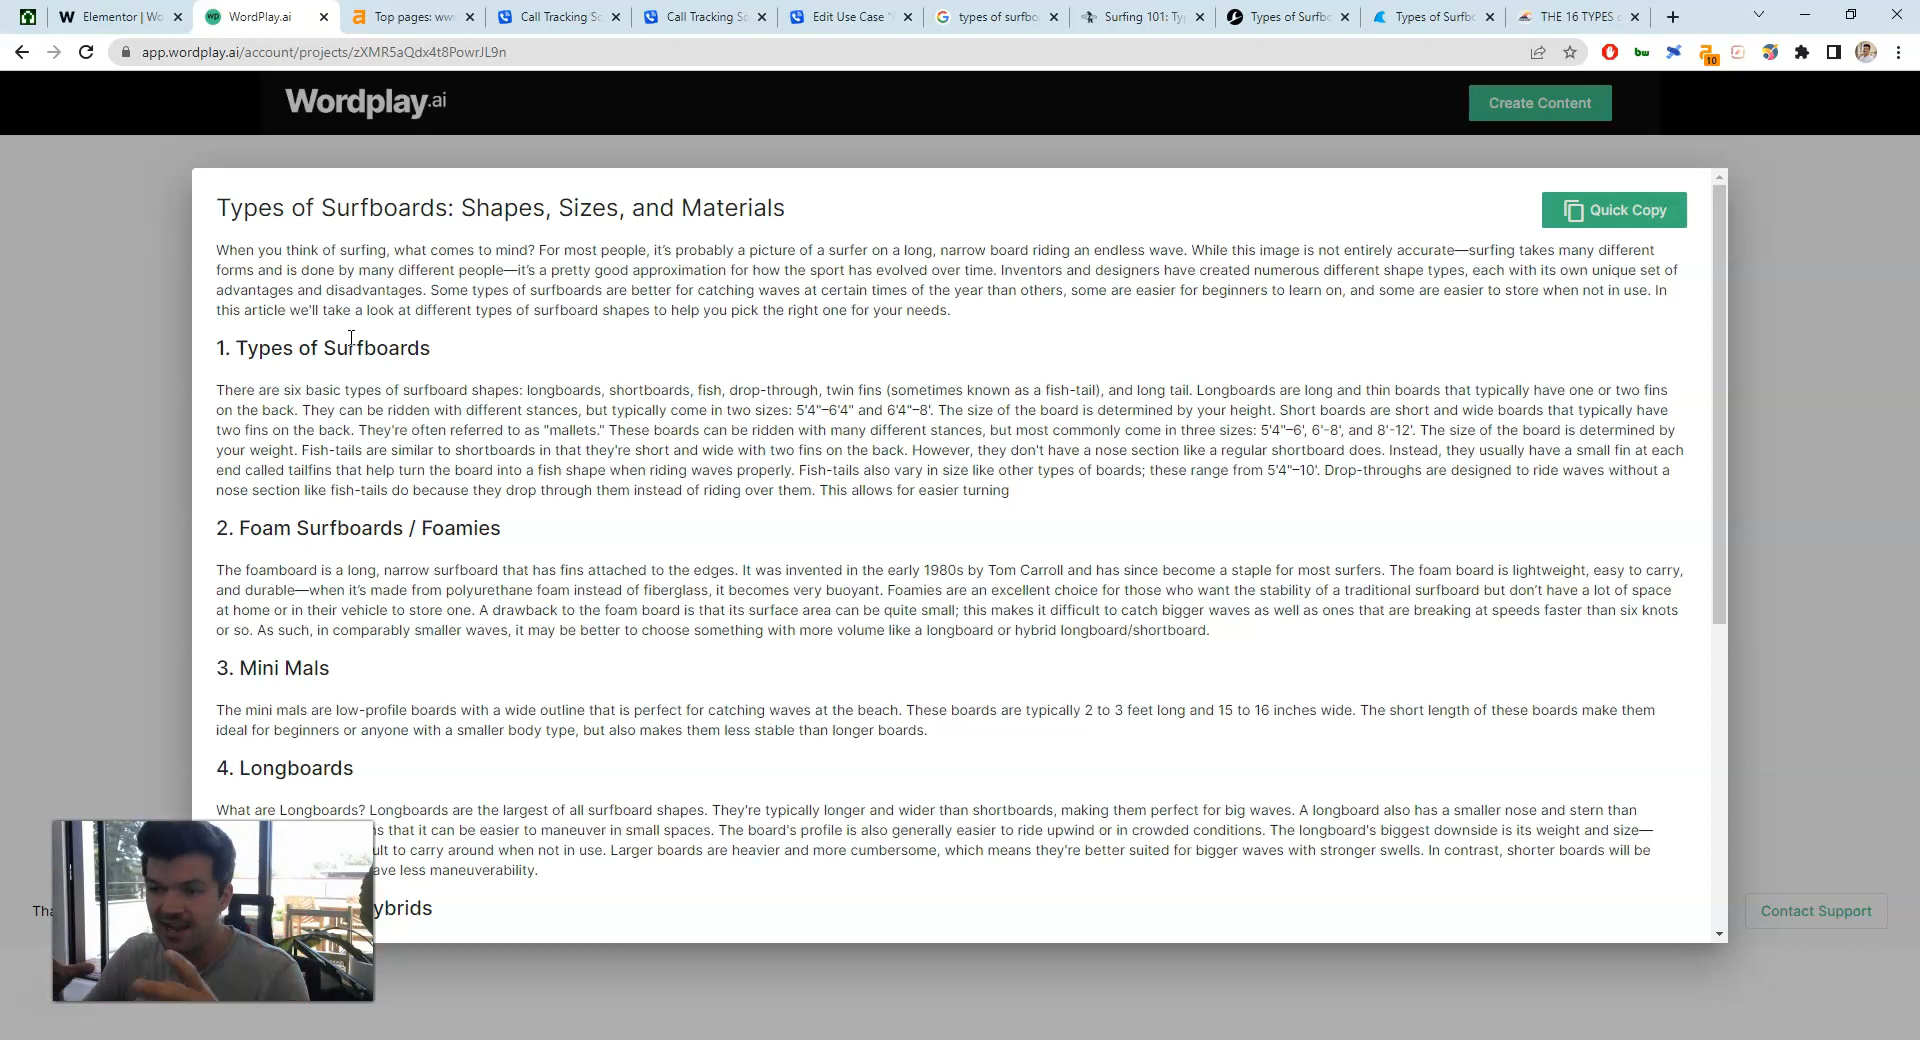 Elementor | Wo
WordPlay.ai
Top pages: ww
Call Tracking Sc
Call Tracking So
Edit Use Case "
types of surfbo
Surfing 101: Ty
Types of Surfb
Types of Surfb
THE 16 TYPES
app.wordplay.ai/account/projects/zXMR5aQdx4t8PowrJL9n
bw
10
Wordplay.ai
Create Content
Types of Surfboards: Shapes, Sizes, and Materials
Quick Copy
When you think of surfing, what comes to mind? For most people, it's probably a picture of a surfer on a long, narrow board riding an endless wave. While this image is not entirely accurate—surfing takes many different
forms and is done by many different people—it's a pretty good approximation for how the sport has evolved over time. Inventors and designers have created numerous different shape types, each with its own unique set of
advantages and disadvantages. Some types of surfboards are better for catching waves at certain times of the year than others, some are easier for beginners to learn on, and some are easier to store when not in use. In
this article we'll take a look at different types of surfboard shapes to help you pick the right one for your needs.
1. Types of Surfboards
There are six basic types of surfboard shapes: longboards, shortboards, fish, drop-through, twin fins (sometimes known as a fish-tail), and long tail. Longboards are long and thin boards that typically have one or two fins
on the back. They can be ridden with different stances, but typically come in two sizes: 5'4"–6'4" and 6'4"–8'. The size of the board is determined by your height. Short boards are short and wide boards that typically have
two fins on the back. They're often referred to as "mallets." These boards can be ridden with many different stances, but most commonly come in three sizes: 5'4"–6', 6'-8', and 8'-12'. The size of the board is determined by
your weight. Fish-tails are similar to shortboards in that they're short and wide with two fins on the back. However, they don't have a nose section like a regular shortboard does. Instead, they usually have a small fin at each
end called tailfins that help turn the board into a fish shape when riding waves properly. Fish-tails also vary in size like other types of boards; these range from 5'4"–10'. Drop-throughs are designed to ride waves without a
nose section like fish-tails do because they drop through them instead of riding over them. This allows for easier turning
2. Foam Surfboards / Foamies
The foamboard is a long, narrow surfboard that has fins attached to the edges. It was invented in the early 1980s by Tom Carroll and has since become a staple for most surfers. The foam board is lightweight, easy to carry,
and durable—when it's made from polyurethane foam instead of fiberglass, it becomes very buoyant. Foamies are an excellent choice for those who want the stability of a traditional surfboard but don't have a lot of space
at home or in their vehicle to store one. A drawback to the foam board is that its surface area can be quite small; this makes it difficult to catch bigger waves as well as ones that are breaking at speeds faster than six knots
or so. As such, in comparably smaller waves, it may be better to choose something with more volume like a longboard or hybrid longboard/shortboard.
3. Mini Mals
The mini mals are low-profile boards with a wide outline that is perfect for catching waves at the beach. These boards are typically 2 to 3 feet long and 15 to 16 inches wide. The short length of these boards make them
ideal for beginners or anyone with a smaller body type, but also makes them less stable than longer boards.
4. Longboards
What are Longboards? Longboards are the largest of all surfboard shapes. They're typically longer and wider than shortboards, making them perfect for big waves. A longboard also has a smaller nose and stern than
s that it can be easier to maneuver in small spaces. The board's profile is also generally easier to ride upwind or in crowded conditions. The longboard's biggest downside is its weight and size—
ult to carry around when not in use. Larger boards are heavier and more cumbersome, which means they're better suited for bigger waves with stronger swells. In contrast, shorter boards will be
ave less maneuverability.
ybrids
Tha
Contact Support